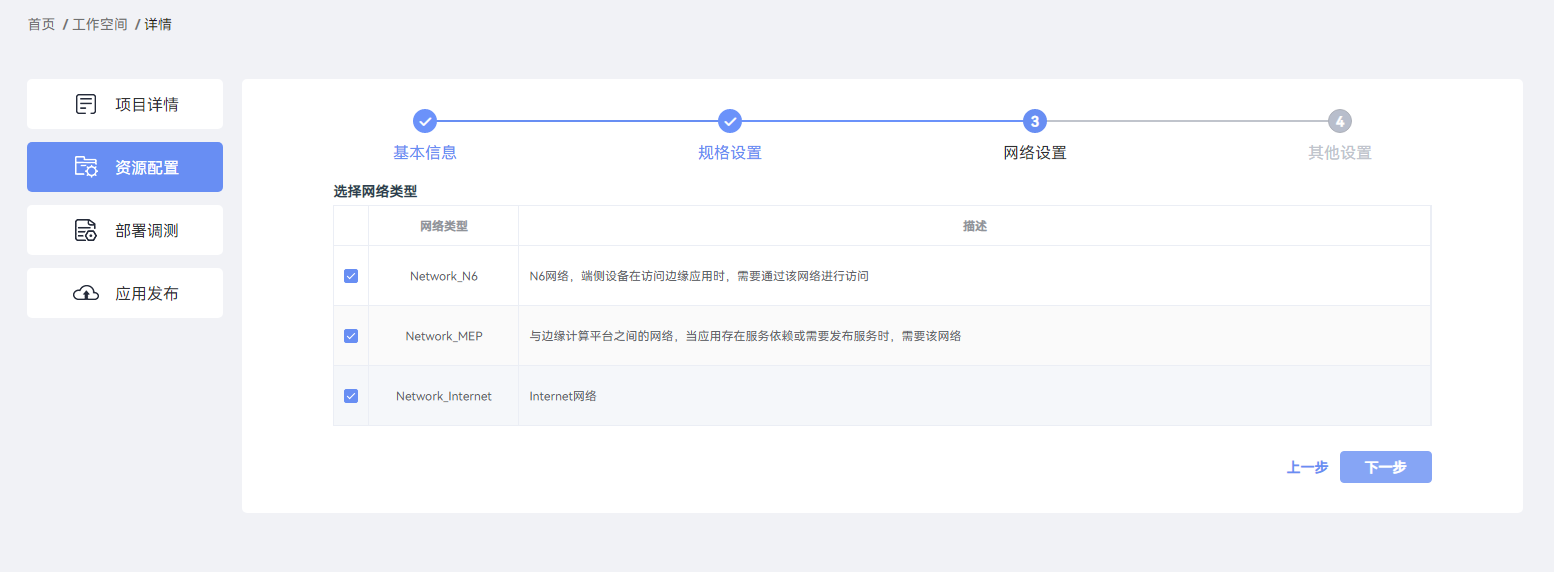 首页 / 工作空间 / 详情
项目详情
资源配置
部署调测
应用发布
3 4
基本信息 规格设置 网络设置 其他设置
选择网络类型
网络类型 描述
Network_N6 N6网络，端侧设备在访问边缘应用时，需要通过该网络进行访问
Network_MEP 与边缘计算平台之间的网络，当应用存在服务依赖或需要发布服务时，需要该网络
Network_Internet Internet网络
上一步 下一步